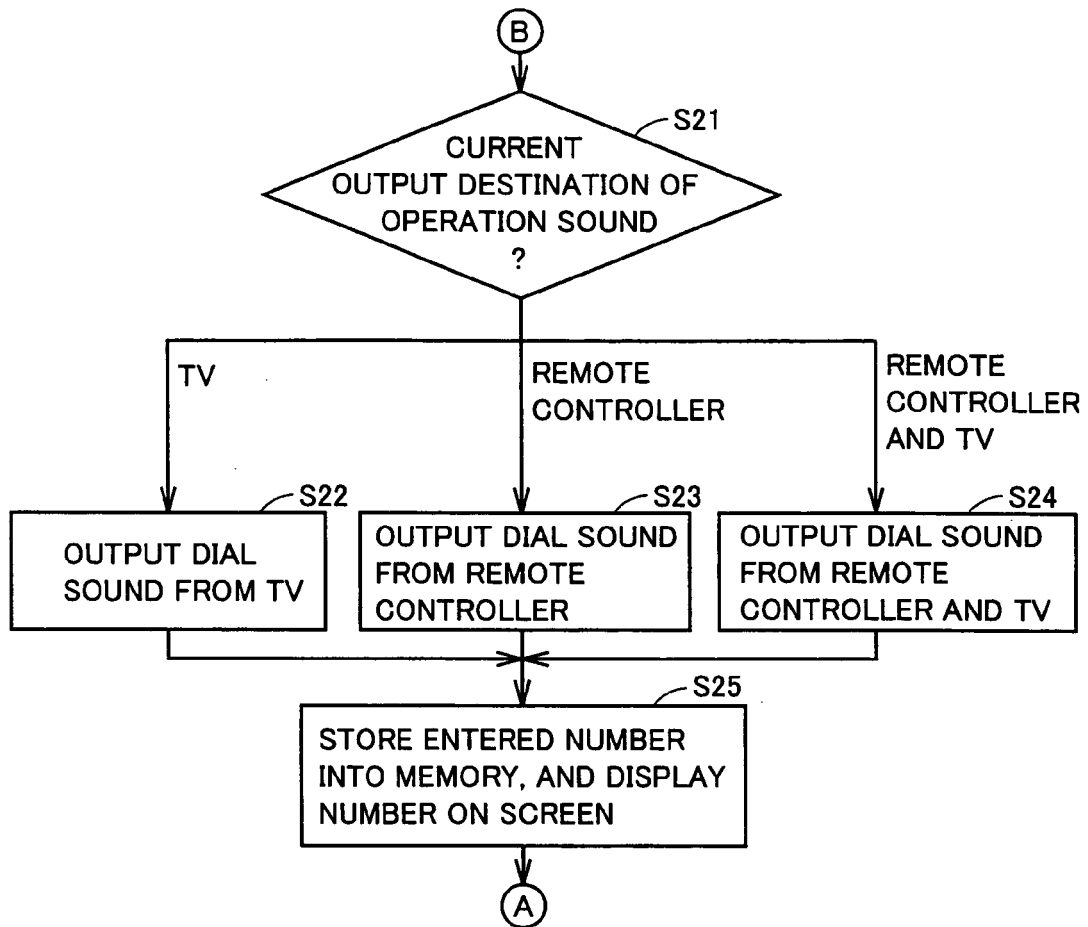 B
S21
CURRENT
OUTPUT DESTINATION OF
OPERATION SOUND
?
TV
REMOTE
CONTROLLER
REMOTE
CONTROLLER
AND TV
S22
OUTPUT DIAL
SOUND FROM TV
S23
OUTPUT DIAL SOUND
FROM REMOTE
CONTROLLER
S24
OUTPUT DIAL SOUND
FROM REMOTE
CONTROLLER AND TV
S25
STORE ENTERED NUMBER
INTO MEMORY, AND DISPLAY
NUMBER ON SCREEN
A